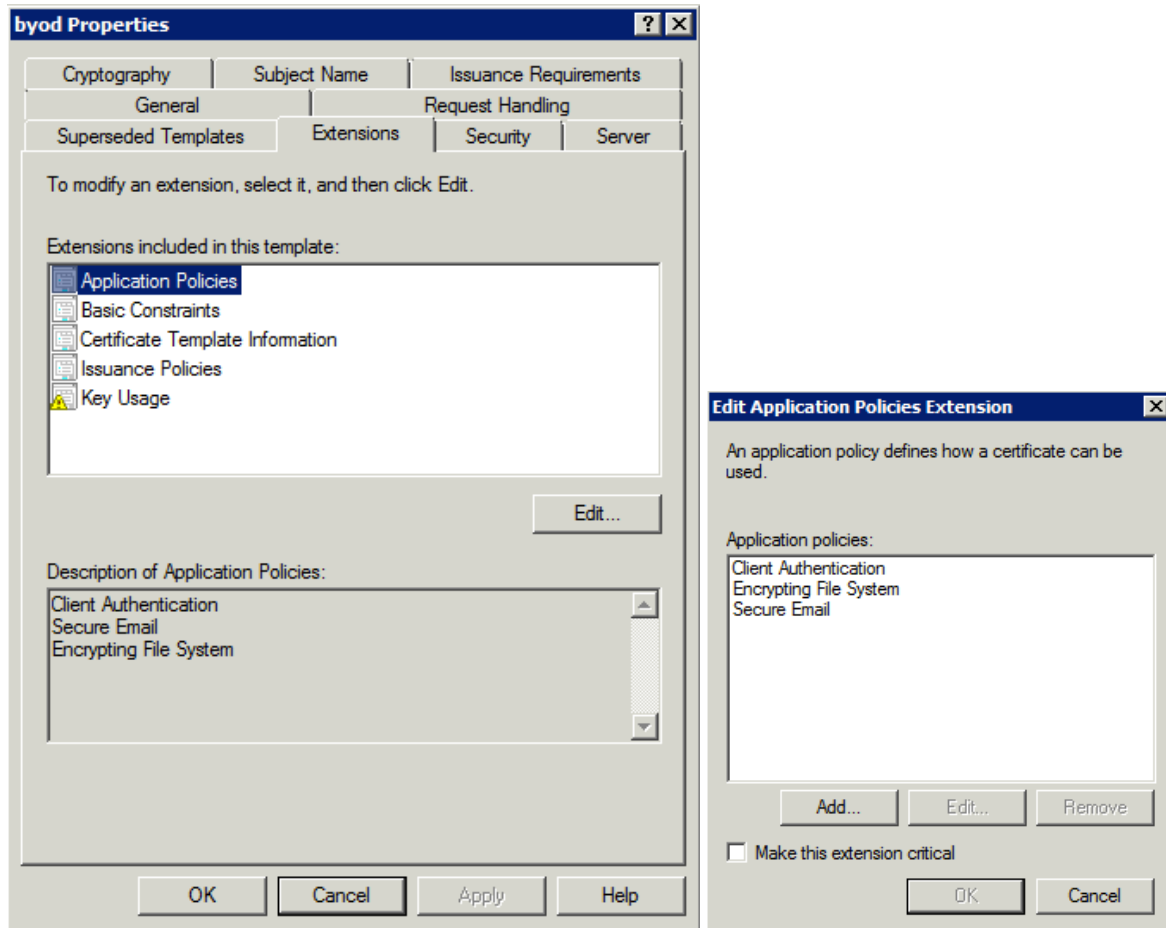 byod Properties
Cryptography
Subject Name
Issuance Requirements
General
Request Handling
Superseded Templates
Extensions
Security
Server
To modify an extension, select it, and then click Edit.
Extensions included in this template:
Application Policies
Basic Constraints
Certificate Template Information
Issuance Policies
Key Usage
Edit...
Description of Application Policies:
Client Authentication
Secure Email
Encrypting File System
OK
Cancel
Apply
Help
Edit Application Policies Extension
An application policy defines how a certificate can be
used.
Application policies:
Client Authentication
Encrypting File System
Secure Email
Add...
Edit...
Remove
Make this extension critical
OK
Cancel